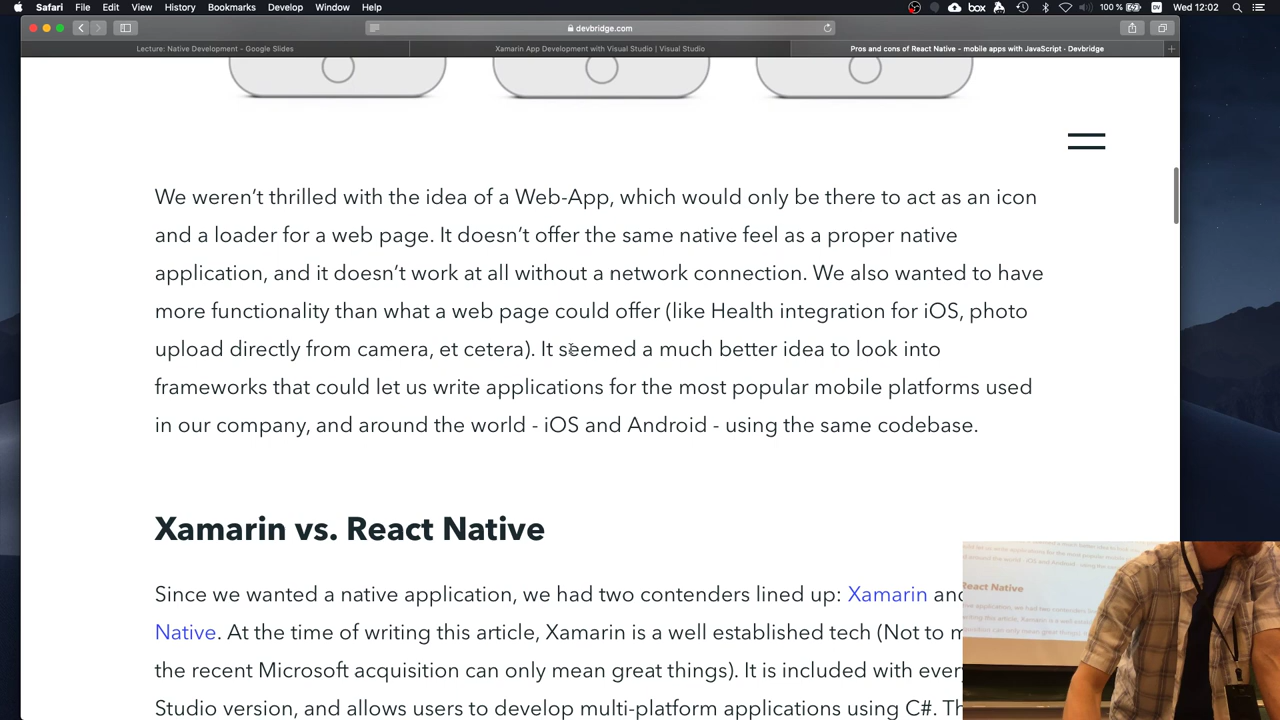 Safari File Edit View History Bookmarks Develop Window Help box 100 % DV Wed 12:02
devbridge.com
Lecture: Native Development - Google Slides
Xamarin App Development with Visual Studio | Visual Studio
Pros and cons of React Native – mobile apps with JavaScript · Devbridge
We weren’t thrilled with the idea of a Web-App, which would only be there to act as an icon
and a loader for a web page. It doesn’t offer the same native feel as a proper native
application, and it doesn’t work at all without a network connection. We also wanted to have
more functionality than what a web page could offer (like Health integration for iOS, photo
upload directly from camera, et cetera). It seemed a much better idea to look into
frameworks that could let us write applications for the most popular mobile platforms used
in our company, and around the world - iOS and Android - using the same codebase.
Xamarin vs. React Native
Since we wanted a native application, we had two contenders lined up: Xamarin and
Native. At the time of writing this article, Xamarin is a well established tech (Not to m
the recent Microsoft acquisition can only mean great things). It is included with ever
Studio version, and allows users to develop multi-platform applications using C#. Th
React Native